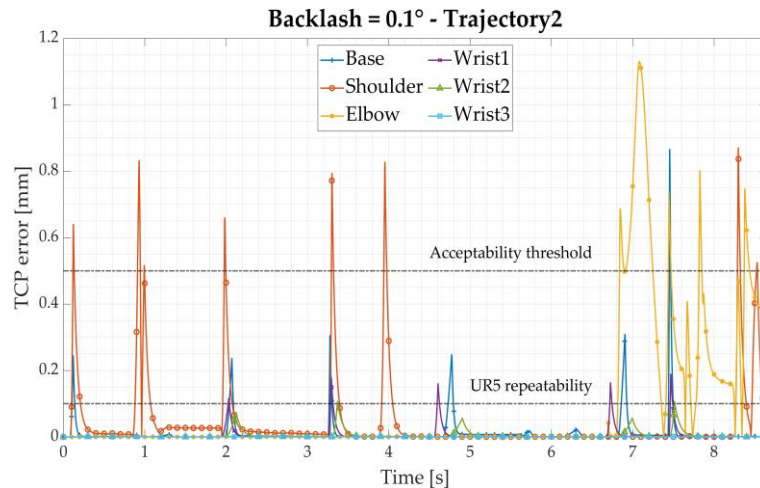 Backlash = 0.1° - Trajectory2
1.2
1
0.8
0.6
0.4
0.2
0
TCP error [mm]
Base
Wrist1
Shoulder
Wrist2
Elbow
Wrist3
Acceptability threshold
UR5 repeatability
0 1 2 3 4 5 6 7 8
Time [s]